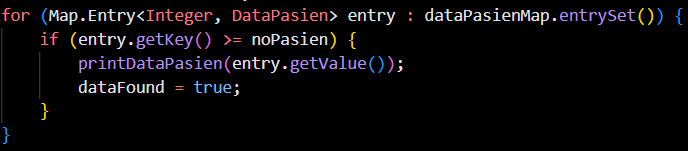 for (Map.Entry<Integer, DataPasien> entry : dataPasienMap.entrySet()) {
    if (entry.getKey() >= noPasien) {
        printDataPasien(entry.getValue());
        dataFound = true;
    }
}